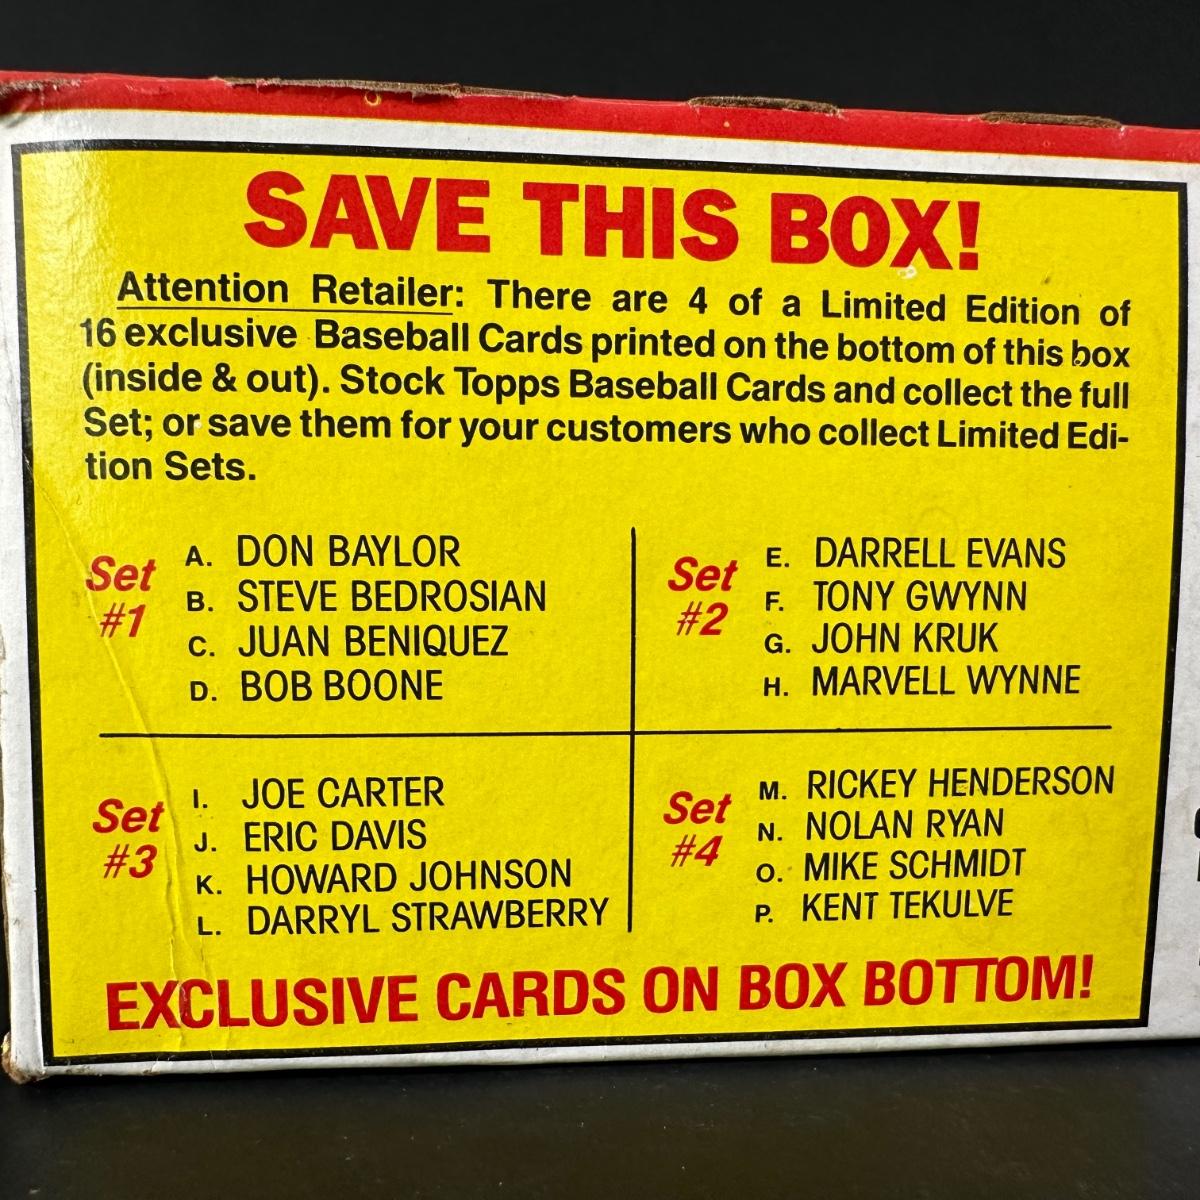 SAVE THIS BOX!
Attention Retailer: There are 4 of a Limited Edition of
16 exclusive Baseball Cards printed on the bottom of this box
(inside & out). Stock Topps Baseball Cards and collect the full
Set; or save them for your customers who collect Limited Edi-
tion Sets.
Set #1
A. DON BAYLOR
B. STEVE BEDROSIAN
C. JUAN BENIQUEZ
D. BOB BOONE
Set #2
E. DARRELL EVANS
F. TONY GWYNN
G. JOHN KRUK
H. MARVELL WYNNE
Set #3
I. JOE CARTER
J. ERIC DAVIS
K. HOWARD JOHNSON
L. DARRYL STRAWBERRY
Set #4
M. RICKEY HENDERSON
N. NOLAN RYAN
O. MIKE SCHMIDT
P. KENT TEKULVE
EXCLUSIVE CARDS ON BOX BOTTOM!